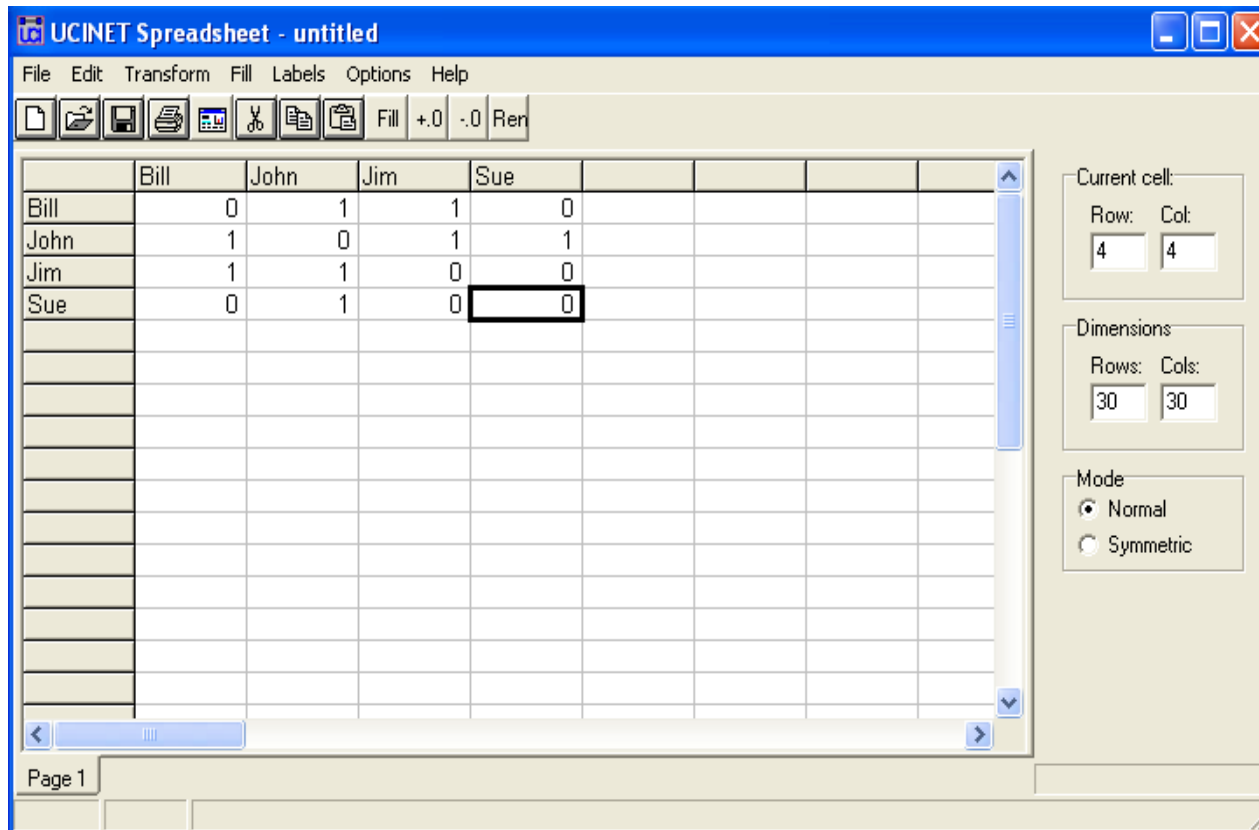 UCINET Spreadsheet - untitled
File Edit Transform Fill Labels Options Help
Fill +.0 -.0 Ren
Bill John Jim Sue
Bill 0 1 1 0
John 1 0 1 1
Jim 1 1 0 0
Sue 0 1 0 0
Current cell:
Row: Col:
4 4
Dimensions
Rows: Cols:
30 30
Mode
Normal
Symmetric
Page 1